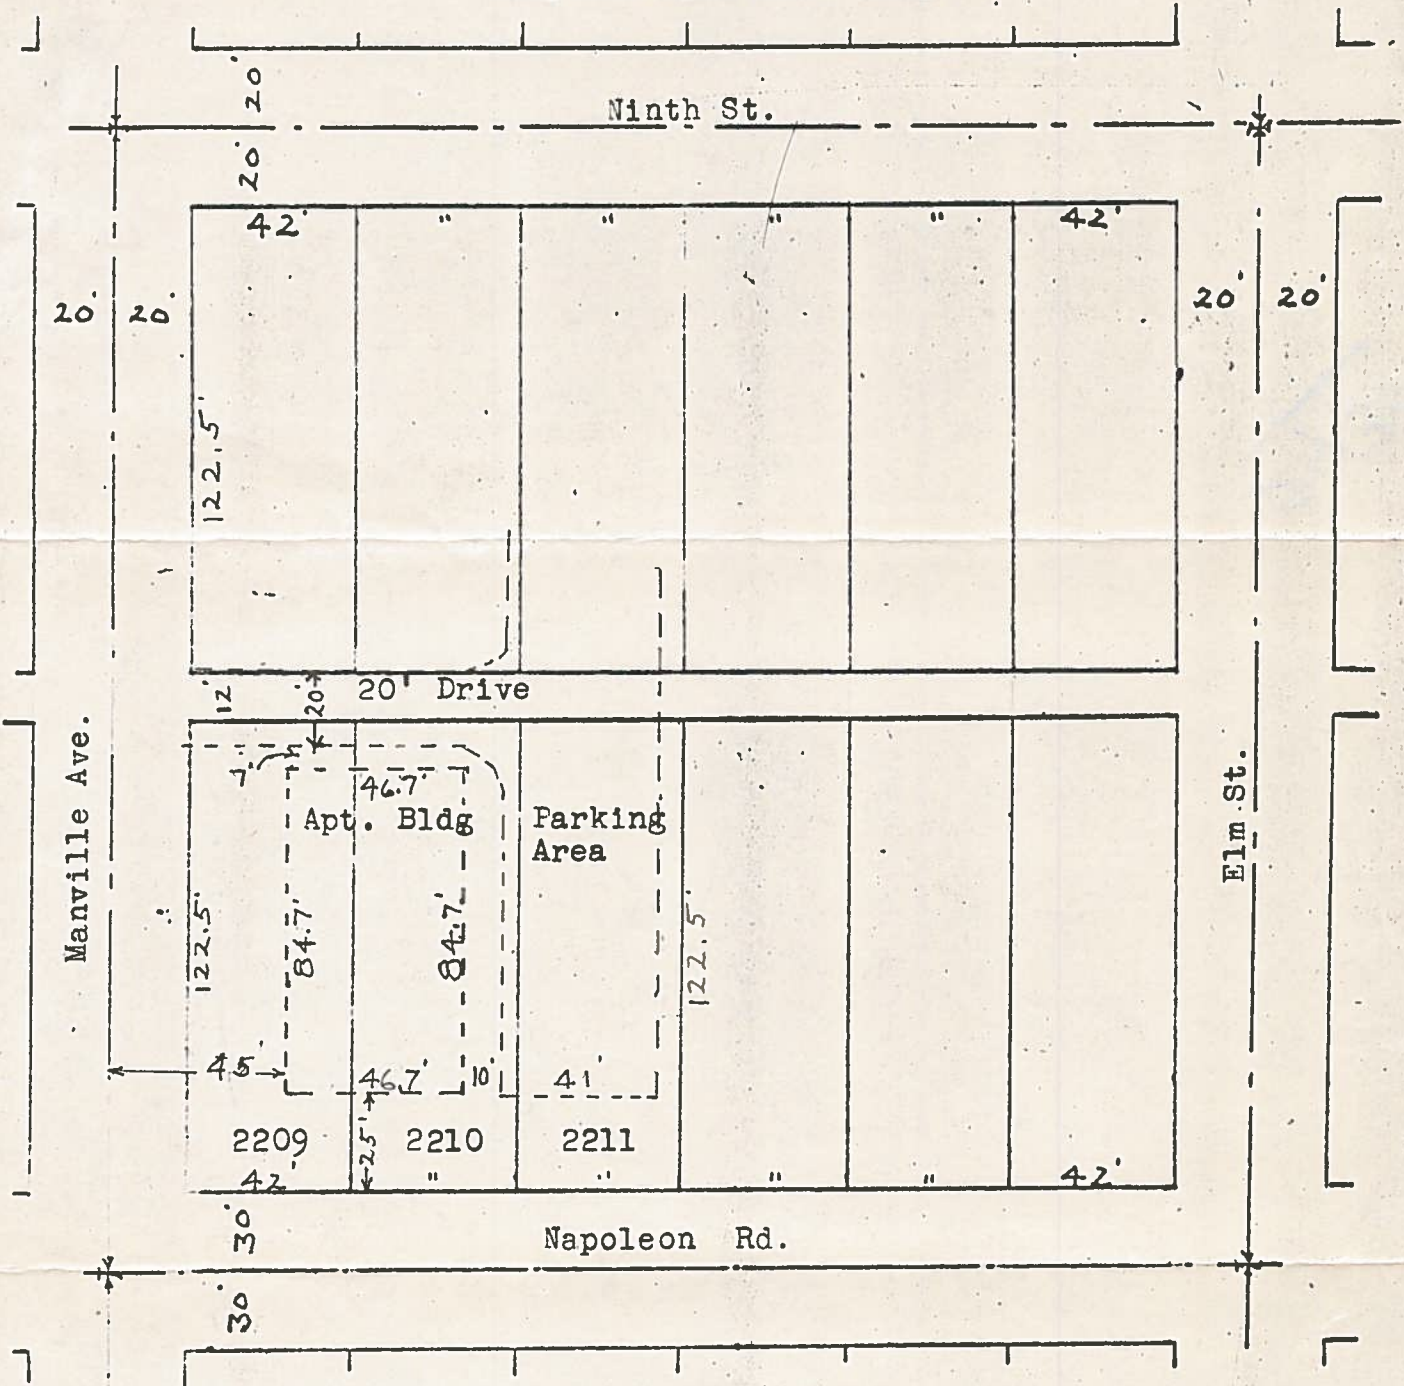 20'
Ninth St.
20'
42' " " " " 42'
20' 20'
20' 20'
122.5'
12'
20'
20' Drive
7'
46.7'
Apt. Bldg
Parking
Area
Manville Ave.
Elm St.
122.5'
84.7'
84.7'
122.5'
45'
46.7'
10'
41'
25'
2209 2210 2211
42' " " " " 42'
30'
Napoleon Rd.
30'